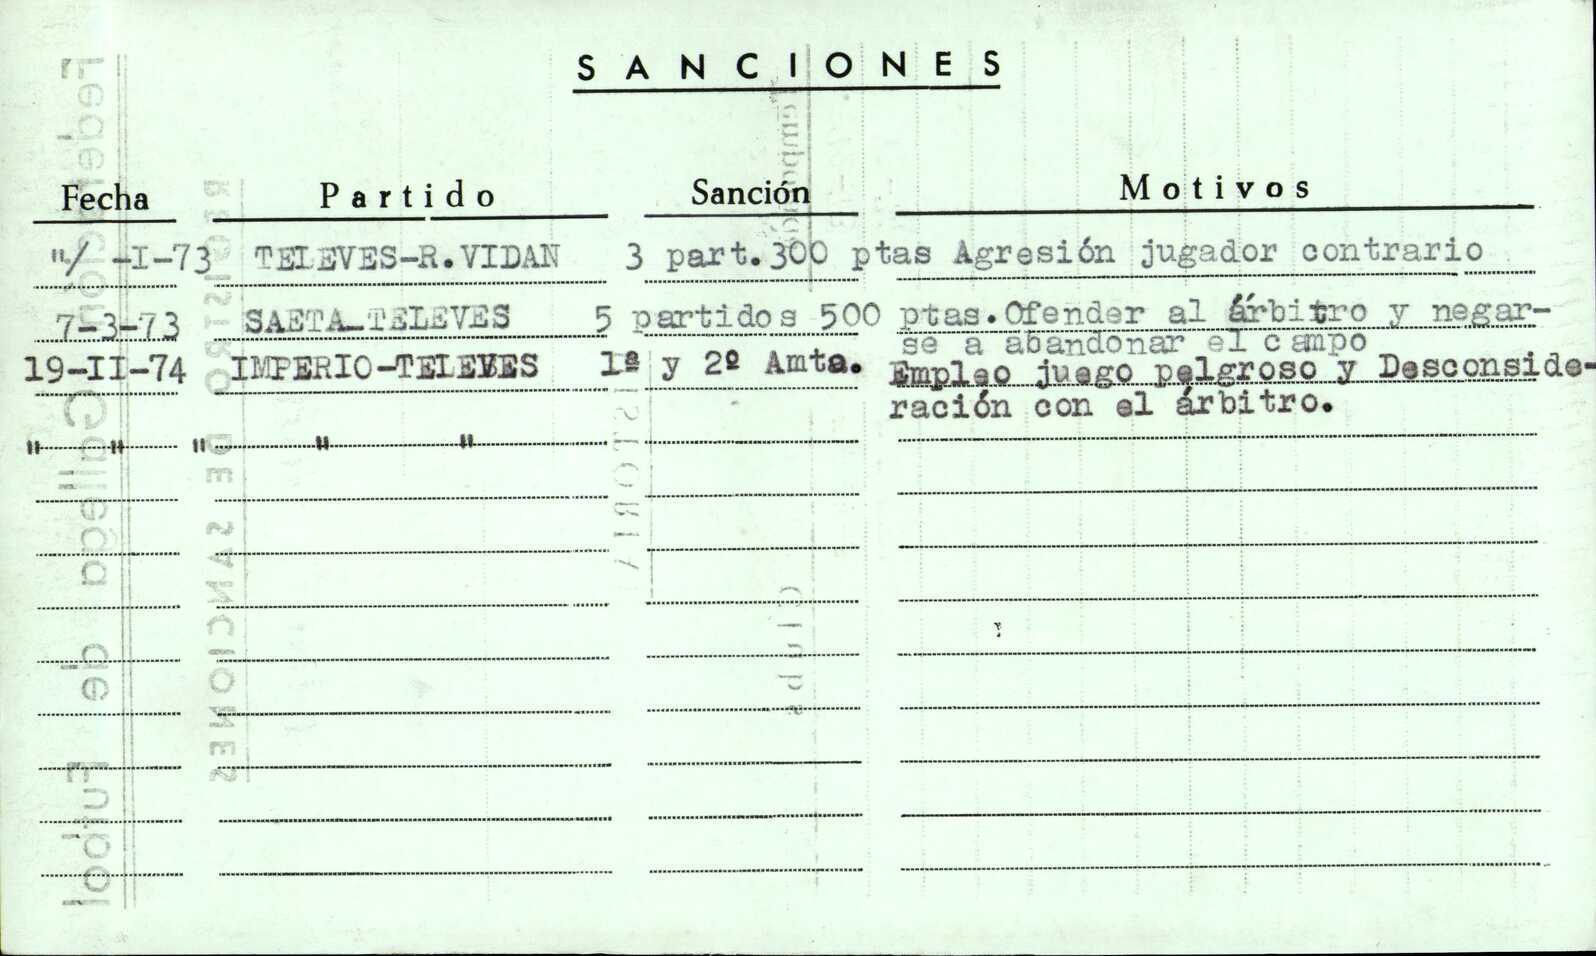 SANCIONES
Fecha Partido Sanción Motivos
"/ -I-73 TELEVES-R.VIDAN 3 part.300 ptas Agresión jugador contrario
7-3-73 SAETA-TELEVES 5 partidos 500 ptas.Ofender al árbitro y negar-
se a abandonar el campo
19-II-74 IMPERIO-TELEVES 1ª y 2º Amta. Empleo juego pelgroso y Desconside-
ración con el árbitro.
" " " " "